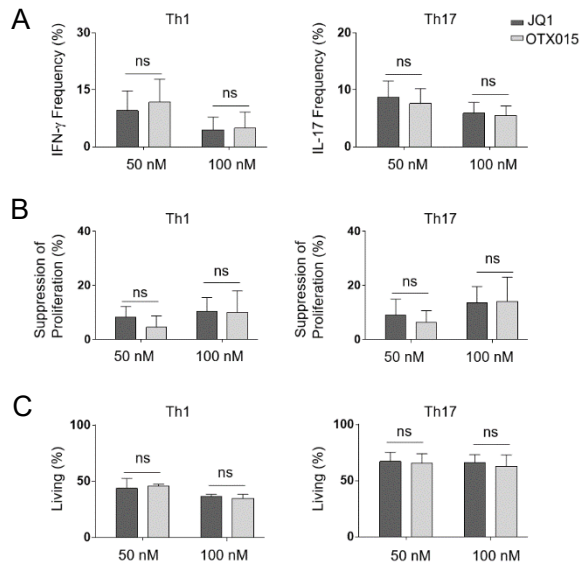 A
Th1
IFN-γ Frequency (%)
30
15
0
ns
ns
50 nM
100 nM
Th17
IL-17 Frequency (%)
20
10
0
ns
ns
50 nM
100 nM
JQ1
OTX015
B
Th1
Suppression of
Proliferation (%)
40
20
0
ns
ns
50 nM
100 nM
Th17
Suppression of
Proliferation (%)
40
20
0
ns
ns
50 nM
100 nM
C
Th1
Living (%)
100
50
0
ns
ns
50 nM
100 nM
Th17
Living (%)
100
50
0
ns
ns
50 nM
100 nM